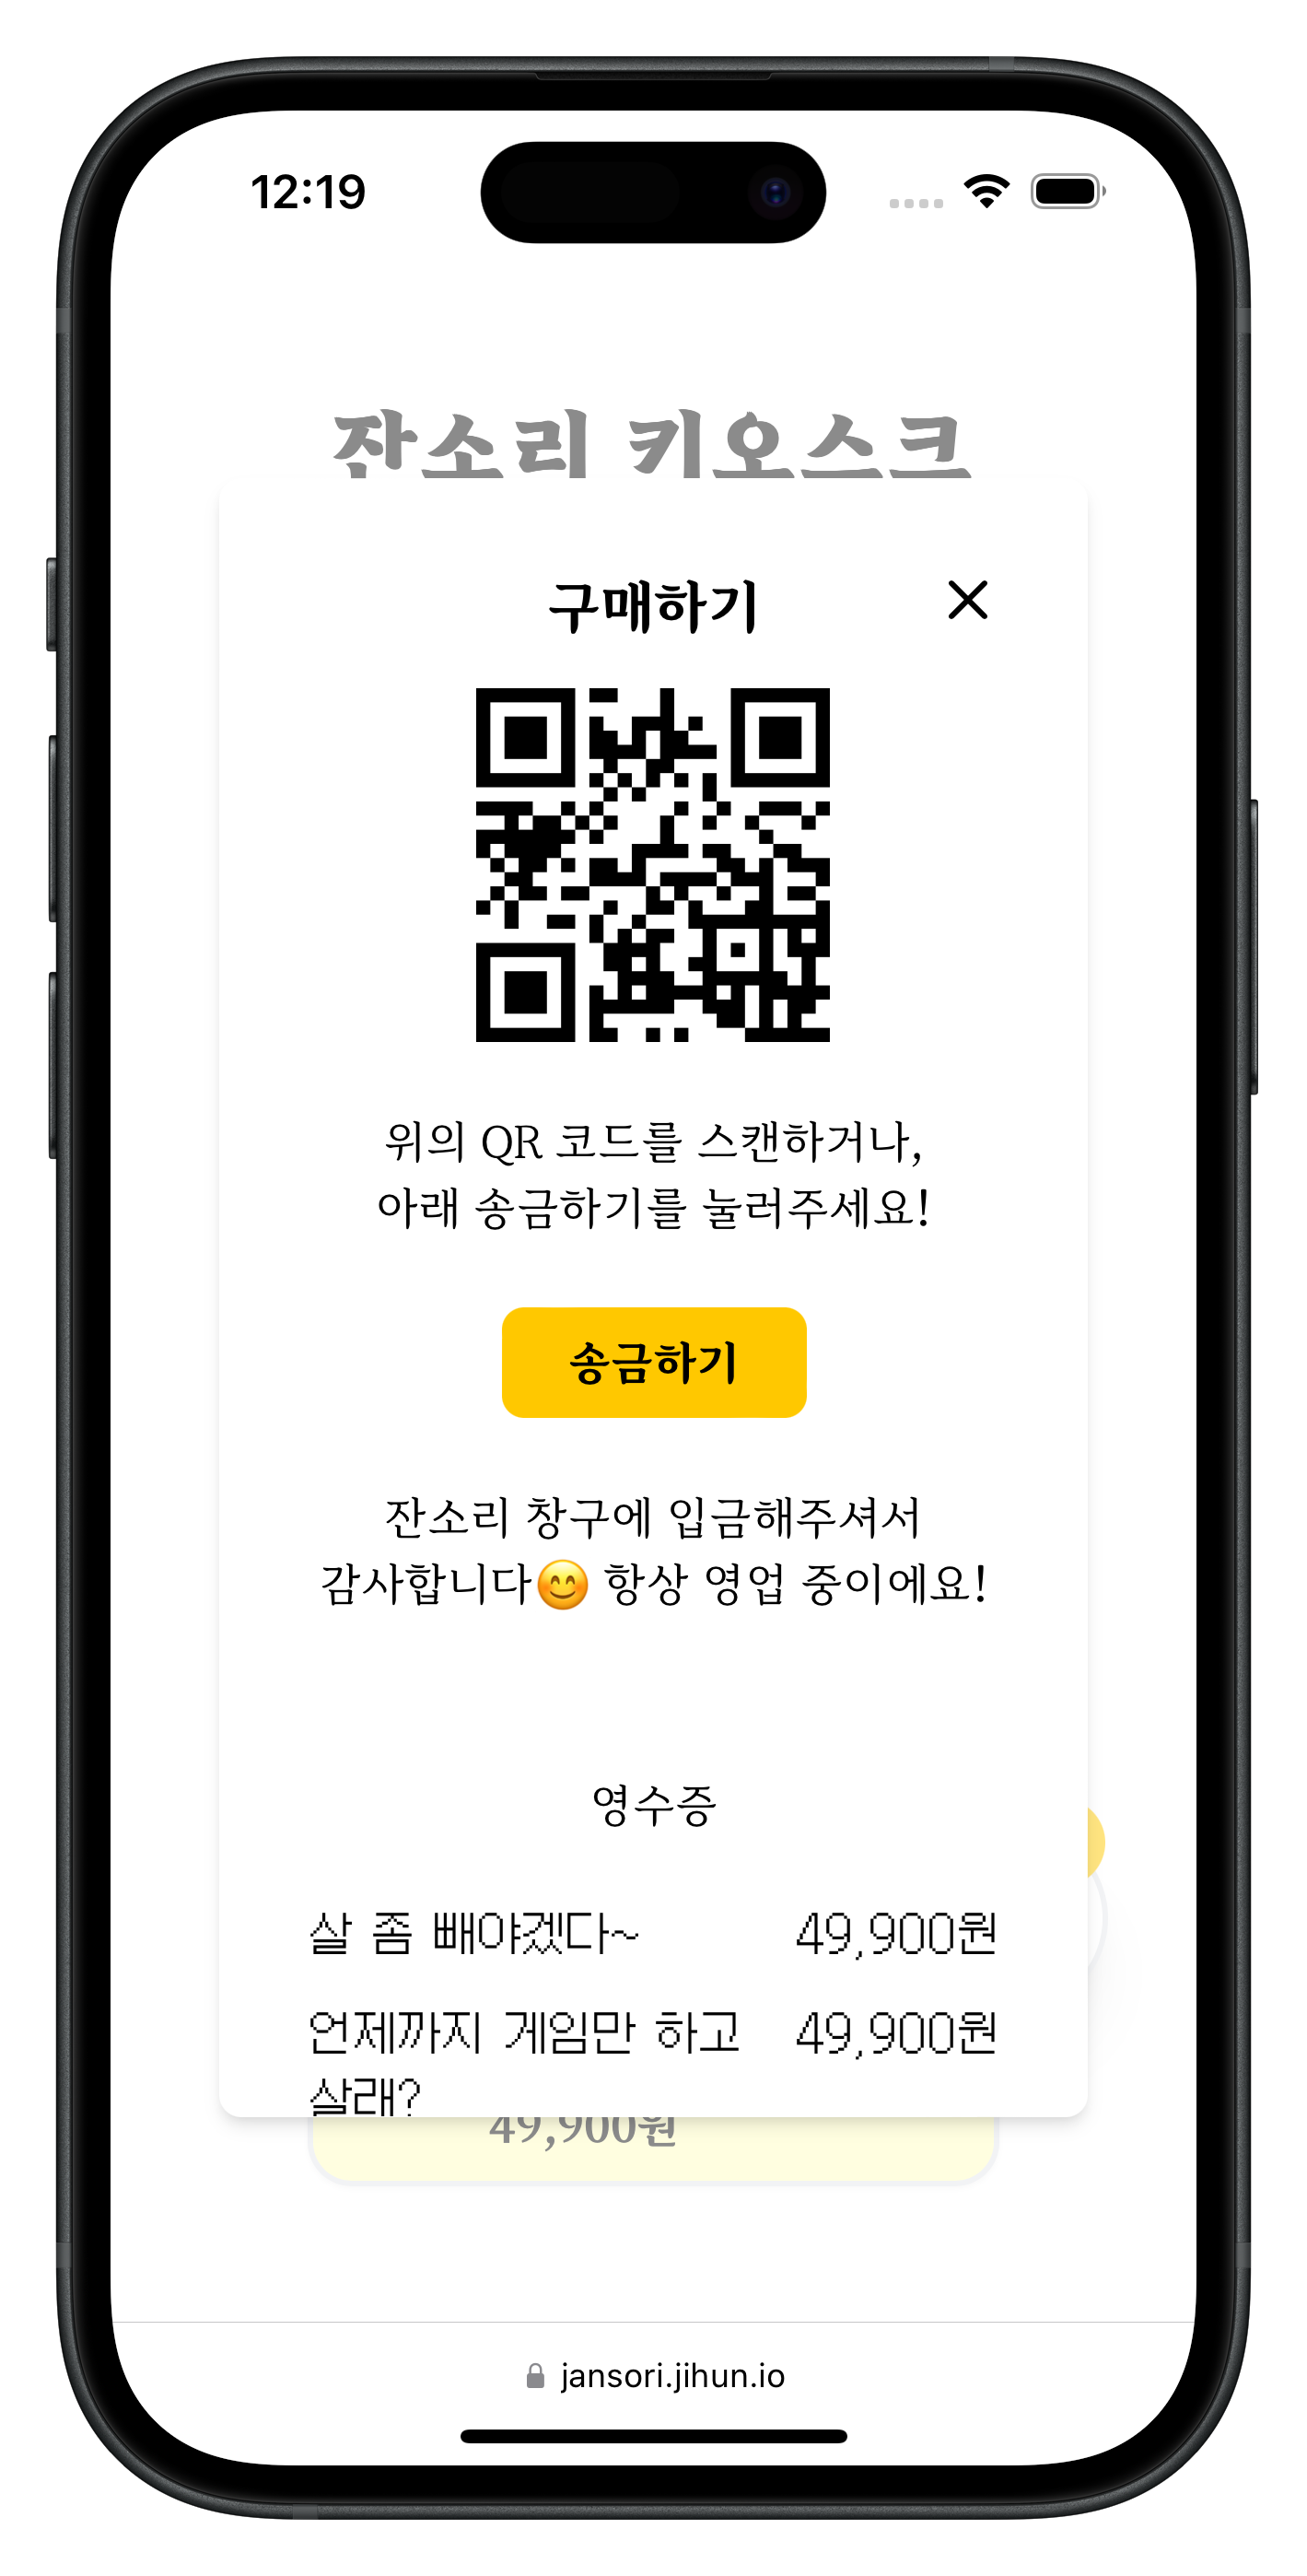 12:19
잔소리 키오스크
구매하기
위의 QR 코드를 스캔하거나,
아래 송금하기를 눌러주세요!
송금하기
잔소리 창구에 입금해주셔서
감사합니다😊 항상 영업 중이에요!
영수증
살 좀 빼야겠다~ 49,900원
언제까지 게임만 하고 49,900원
살래?
49,900원
jansori.jihun.io